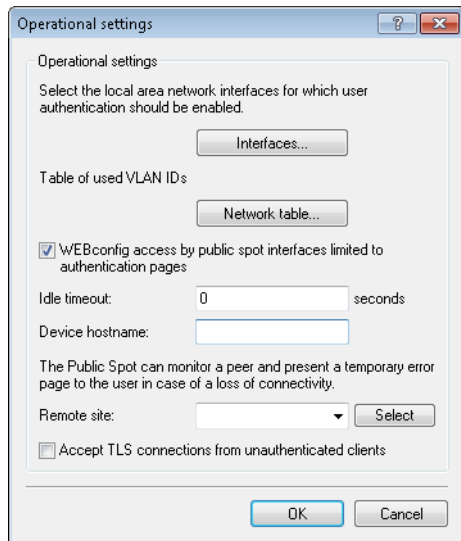 Operational settings
Operational settings
Select the local area network interfaces for which user
authentication should be enabled.
Interfaces...
Table of used VLAN IDs
Network table...
WEBconfig access by public spot interfaces limited to
authentication pages
Idle timeout: 0 seconds
Device hostname:
The Public Spot can monitor a peer and present a temporary error
page to the user in case of a loss of connectivity.
Remote site: Select
Accept TLS connections from unauthenticated clients
OK Cancel